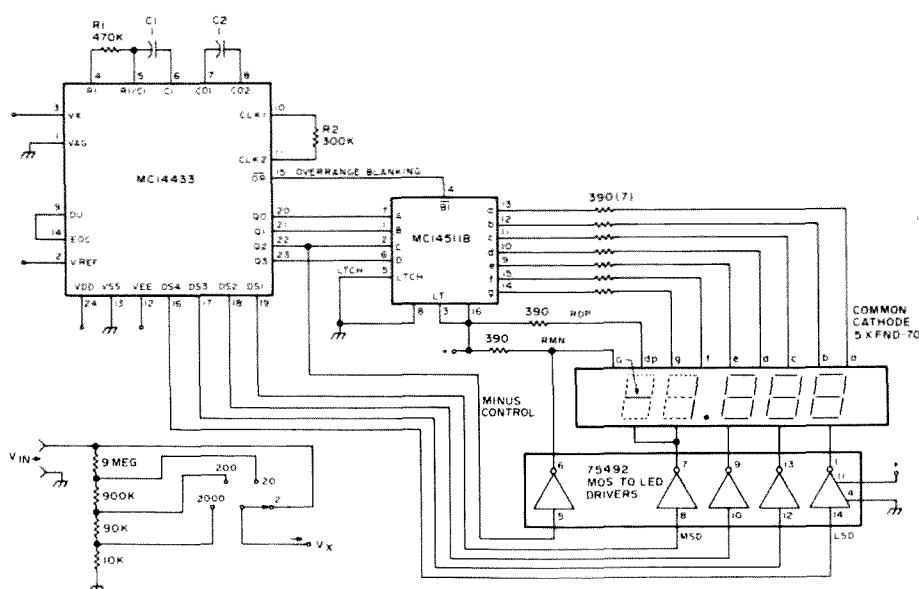 R1
470K
C1
1
C2
1
4
5
6
7
8
R1
R1/C1
C1
CO1
CO2
3
VX
1
VAG
MC14433
9
DU
14
EOC
2
VREF
CLK1
10
R2
300K
CLK2
11
OR
15
OVERRANGE BLANKING
Q0
20
Q1
21
Q2
22
Q3
23
VDD
VSS
VEE
DS4
DS3
DS2
DS1
24
13
12
16
17
18
19
4
BI
MC14511B
7
A
1
B
2
C
6
D
LTCH
5
LTCH
LT
8
3
16
a
13
b
12
c
11
d
10
e
9
f
15
g
14
390(7)
390
RDP
+
390
RMN
MINUS
CONTROL
COMMON
CATHODE
5 X FND-70
G
dp
g
f
e
d
c
b
a
75492
MOS TO LED
DRIVERS
6
5
7
8
9
10
13
12
1
14
11
4
+
MSD
LSD
VIN
9 MEG
900K
90K
10K
200
20
2000
2
VX